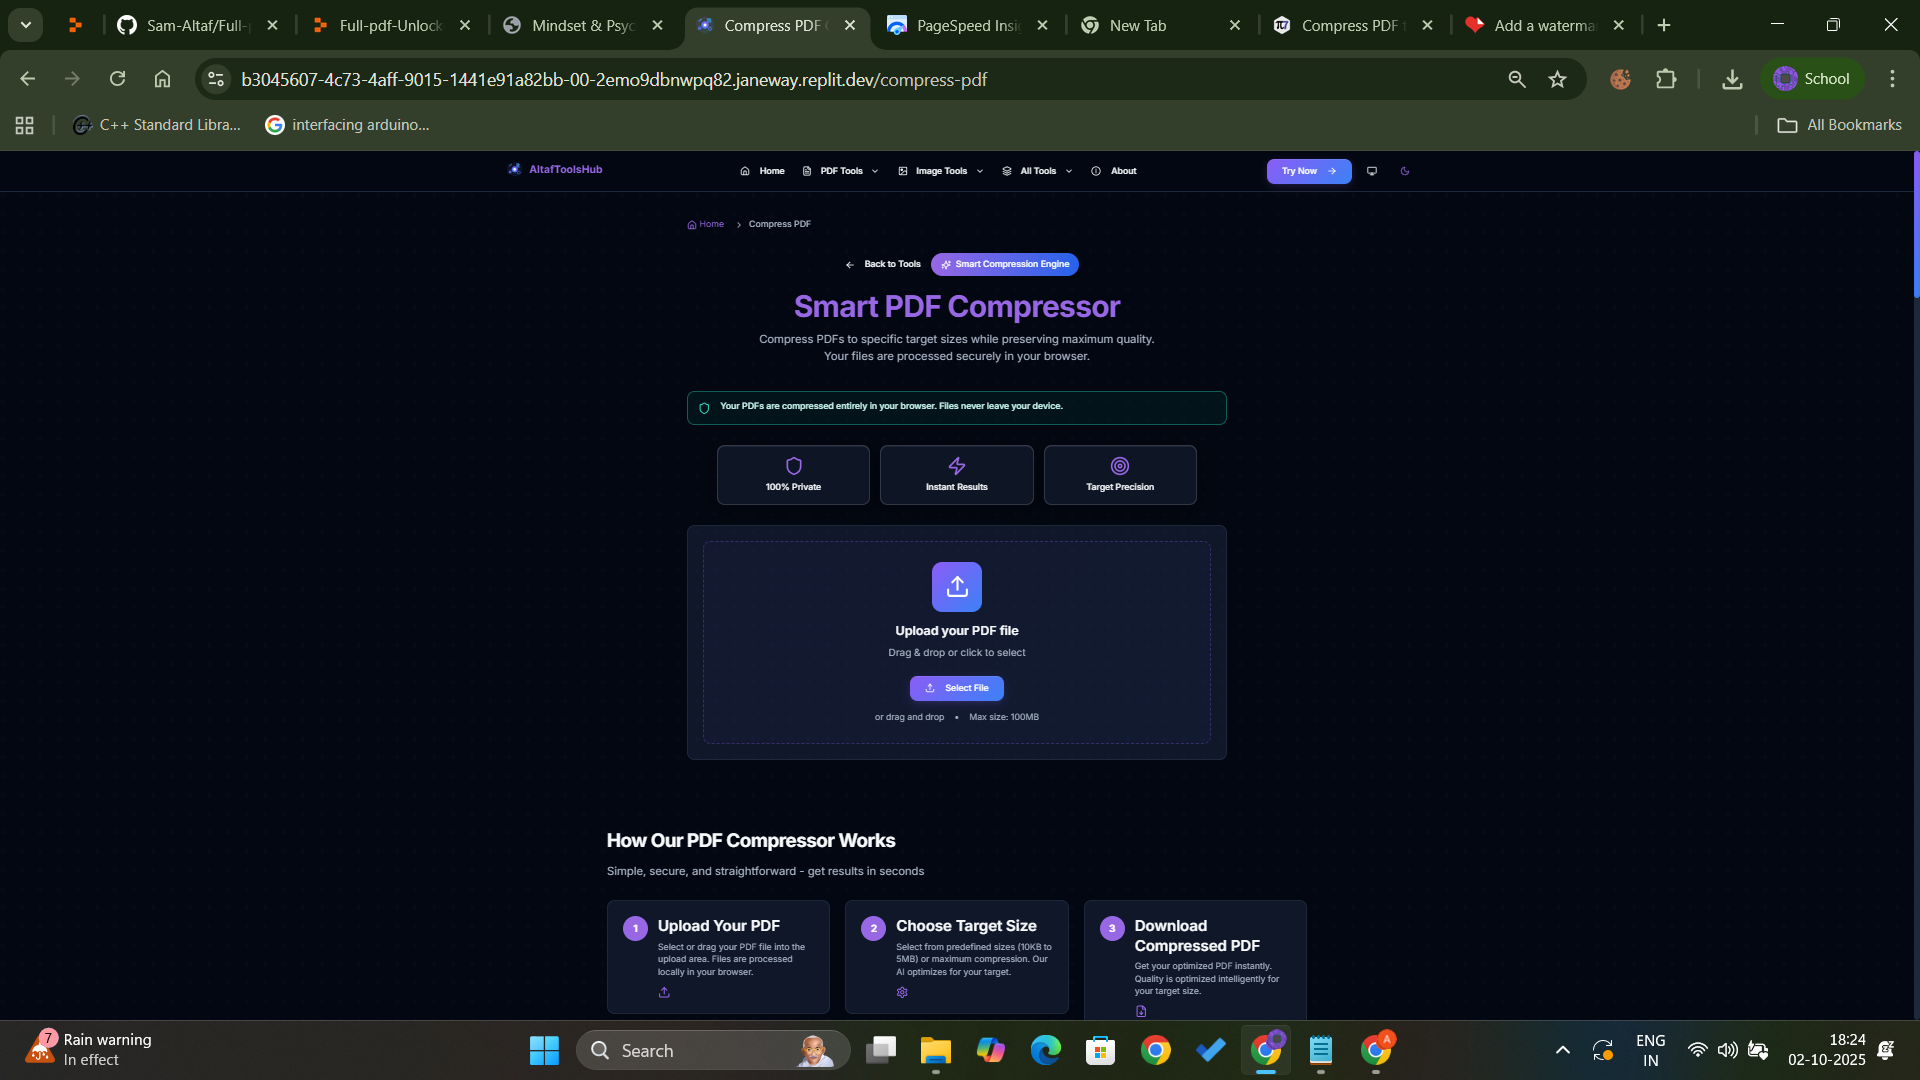 Sam-Altaf/Full-
Full-pdf-Unlock
Mindset & Psyc
Compress PDF
PageSpeed Insi
New Tab
Compress PDF
Add a waterma
b3045607-4c73-4aff-9015-1441e91a82bb-00-2emo9dbnwpq82.janeway.replit.dev/compress-pdf
School
C++ Standard Libra...
interfacing arduino...
All Bookmarks
AltafToolsHub
Home
PDF Tools
Image Tools
All Tools
About
Try Now
Home
Compress PDF
Back to Tools
Smart Compression Engine
Smart PDF Compressor
Compress PDFs to specific target sizes while preserving maximum quality.
Your files are processed securely in your browser.
Your PDFs are compressed entirely in your browser. Files never leave your device.
100% Private
Instant Results
Target Precision
Upload your PDF file
Drag & drop or click to select
Select File
or drag and drop • Max size: 100MB
How Our PDF Compressor Works
Simple, secure, and straightforward - get results in seconds
1
Upload Your PDF
Select or drag your PDF file into the
upload area. Files are processed
locally in your browser.
2
Choose Target Size
Select from predefined sizes (10KB to
5MB) or maximum compression. Our
AI optimizes for your target.
3
Download
Compressed PDF
Get your optimized PDF instantly.
Quality is optimized intelligently for
your target size.
7
Rain warning
In effect
Search
A
ENG
IN
18:24
02-10-2025